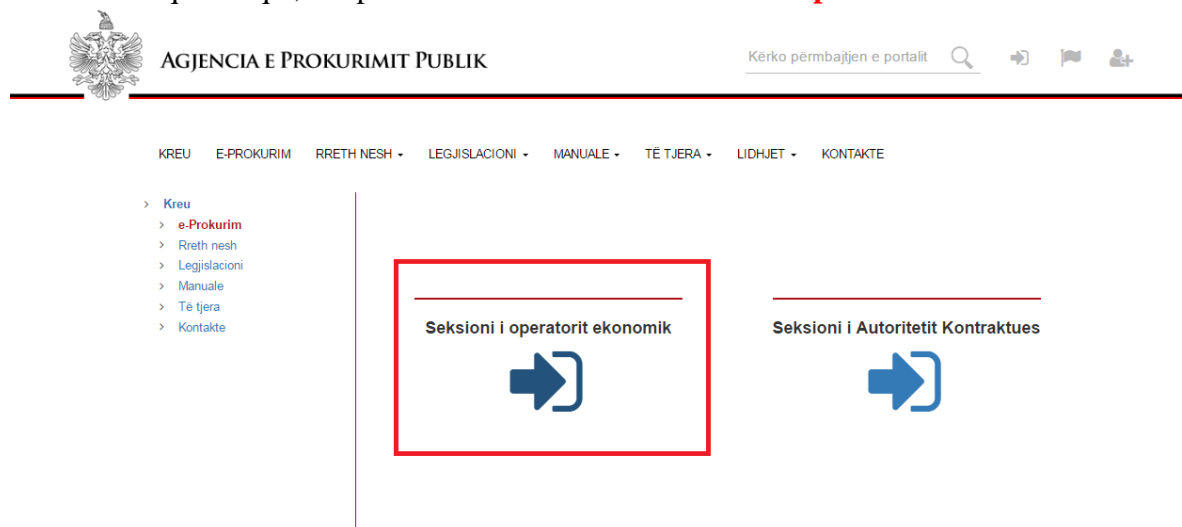 AGJENCIA E PROKURIMIT PUBLIK
Kërko përmbajtjen e portalit
KREU E-PROKURIM RRETH NESH LEGJISLACIONI MANUALE TË TJERA LIDHJET KONTAKTE
Kreu
e-Prokurim
Rreth nesh
Legjislacioni
Manuale
Të tjera
Kontakte
Seksioni i operatorit ekonomik
Seksioni i Autoritetit Kontraktues